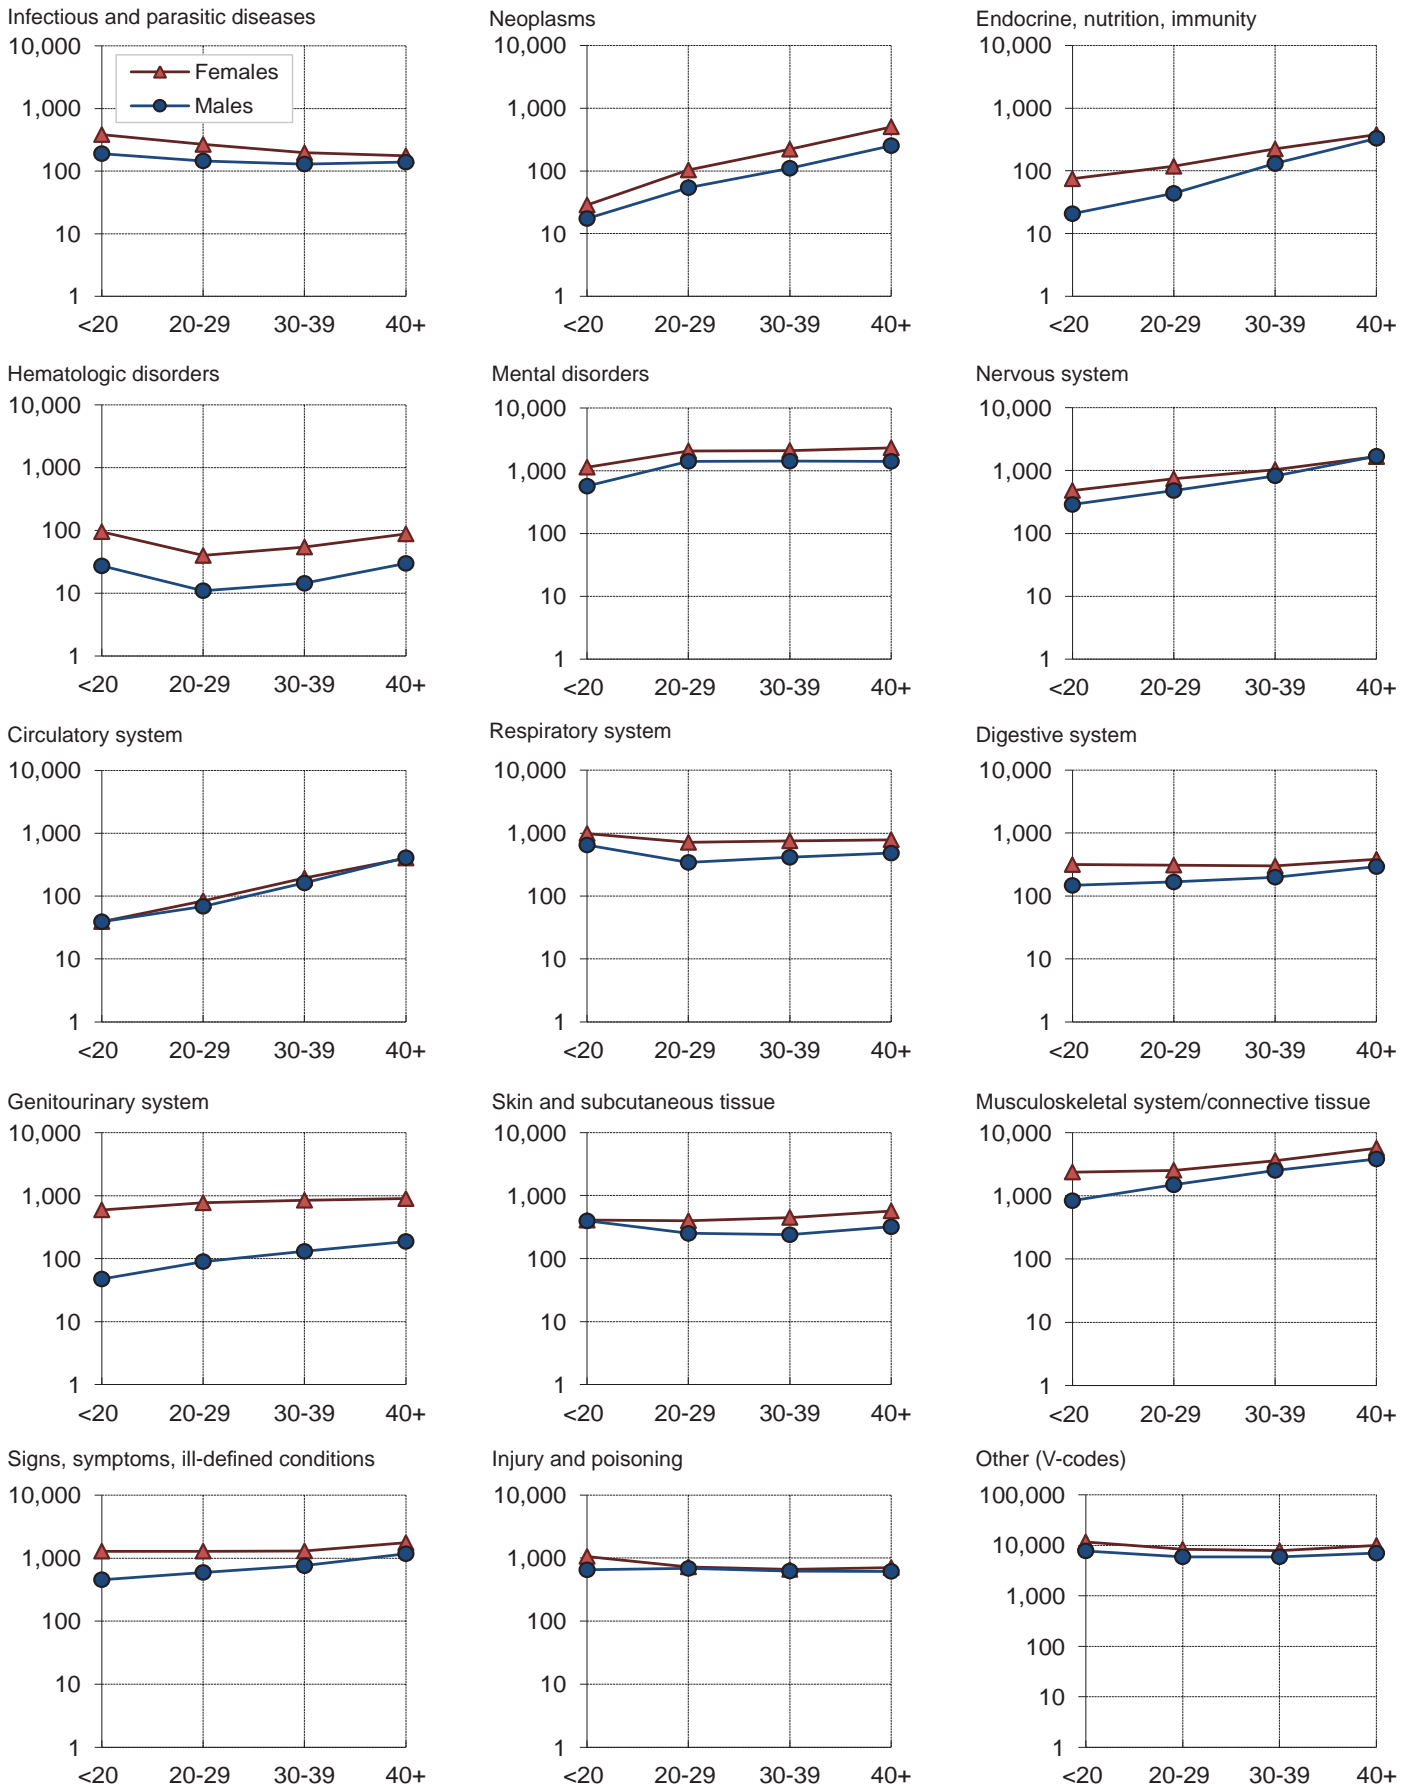 Infectious and parasitic diseases
10,000
1,000
100
10
1
<20 20-29 30-39 40+
Females
Males
Neoplasms
10,000
1,000
100
10
1
<20 20-29 30-39 40+
Endocrine, nutrition, immunity
10,000
1,000
100
10
1
<20 20-29 30-39 40+
Hematologic disorders
10,000
1,000
100
10
1
<20 20-29 30-39 40+
Mental disorders
10,000
1,000
100
10
1
<20 20-29 30-39 40+
Nervous system
10,000
1,000
100
10
1
<20 20-29 30-39 40+
Circulatory system
10,000
1,000
100
10
1
<20 20-29 30-39 40+
Respiratory system
10,000
1,000
100
10
1
<20 20-29 30-39 40+
Digestive system
10,000
1,000
100
10
1
<20 20-29 30-39 40+
Genitourinary system
10,000
1,000
100
10
1
<20 20-29 30-39 40+
Skin and subcutaneous tissue
10,000
1,000
100
10
1
<20 20-29 30-39 40+
Musculoskeletal system/connective tissue
10,000
1,000
100
10
1
<20 20-29 30-39 40+
Signs, symptoms, ill-defined conditions
10,000
1,000
100
10
1
<20 20-29 30-39 40+
Injury and poisoning
10,000
1,000
100
10
1
<20 20-29 30-39 40+
Other (V-codes)
100,000
10,000
1,000
100
10
1
<20 20-29 30-39 40+